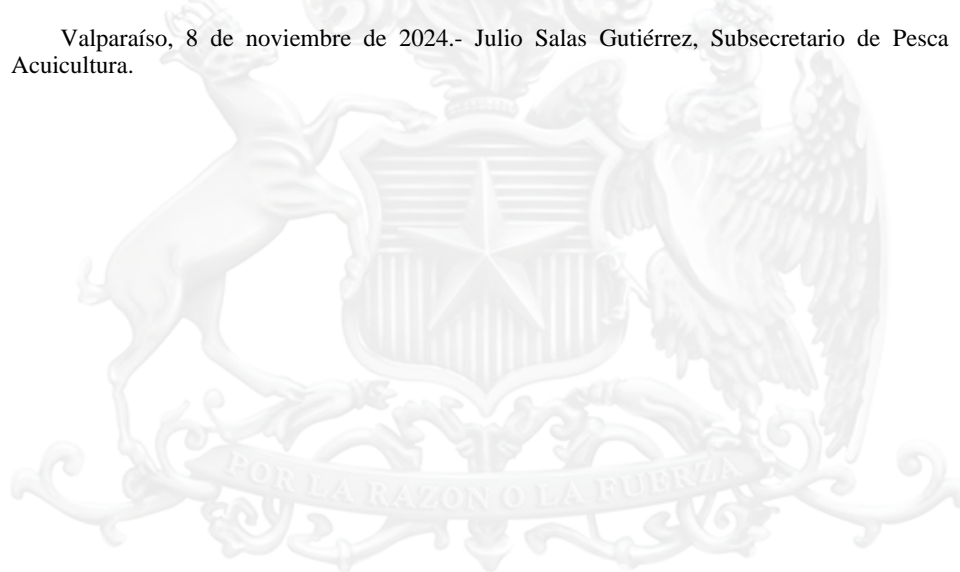 Valparaíso, 8 de noviembre de 2024.- Julio Salas Gutiérrez, Subsecretario de Pesca
Acuicultura.
POR LA RAZON O LA FUERZA